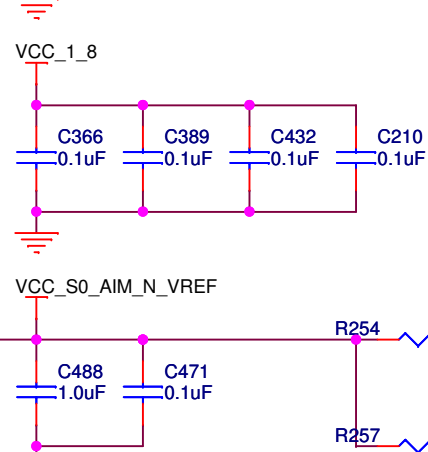 VCC_1_8
C366 C389 C432 C210
0.1uF 0.1uF 0.1uF 0.1uF
VCC_S0_AIM_N_VREF
R254
C488 C471
1.0uF 0.1uF
R257